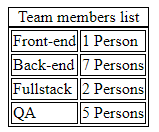 Team members list
Front-end 1 Person
Back-end 7 Persons
Fullstack 2 Persons
QA 5 Persons